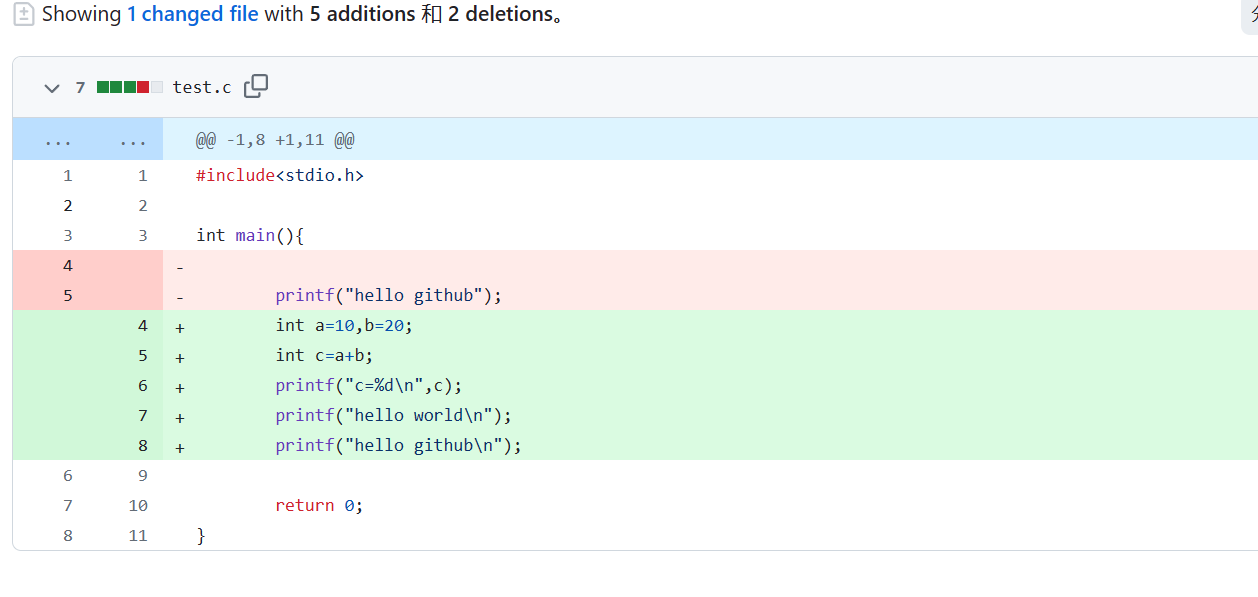 Showing 1 changed file with 5 additions 和 2 deletions。
7 test.c
... ... @@ -1,8 +1,11 @@
1 1 #include<stdio.h>
2 2
3 3 int main(){
4 -
5 - printf("hello github");
4 + int a=10,b=20;
5 + int c=a+b;
6 + printf("c=%d\n",c);
7 + printf("hello world\n");
8 + printf("hello github\n");
6 9
7 10 return 0;
8 11 }